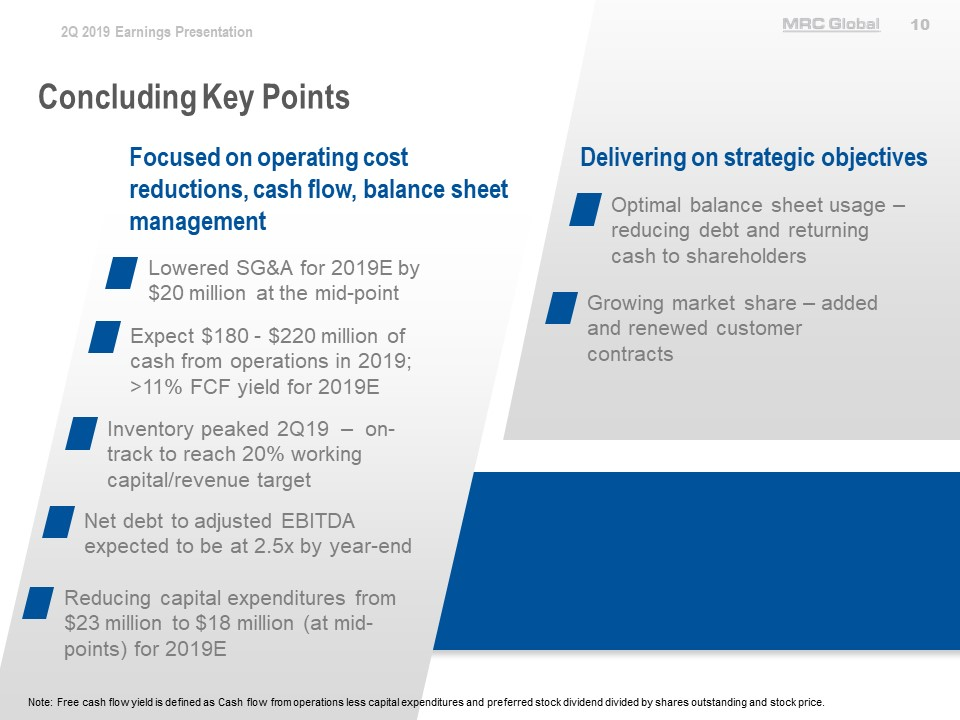 2Q 2019 Earnings Presentation
MRC Global
10
Concluding Key Points
Focused on operating cost
reductions, cash flow, balance sheet
management
Lowered SG&A for 2019E by
$20 million at the mid-point
Expect $180 - $220 million of
cash from operations in 2019;
>11% FCF yield for 2019E
Inventory peaked 2Q19 – on-
track to reach 20% working
capital/revenue target
Net debt to adjusted EBITDA
expected to be at 2.5x by year-end
Reducing capital expenditures from
$23 million to $18 million (at mid-
points) for 2019E
Delivering on strategic objectives
Optimal balance sheet usage –
reducing debt and returning
cash to shareholders
Growing market share – added
and renewed customer
contracts
Note: Free cash flow yield is defined as Cash flow from operations less capital expenditures and preferred stock dividend divided by shares outstanding and stock price.